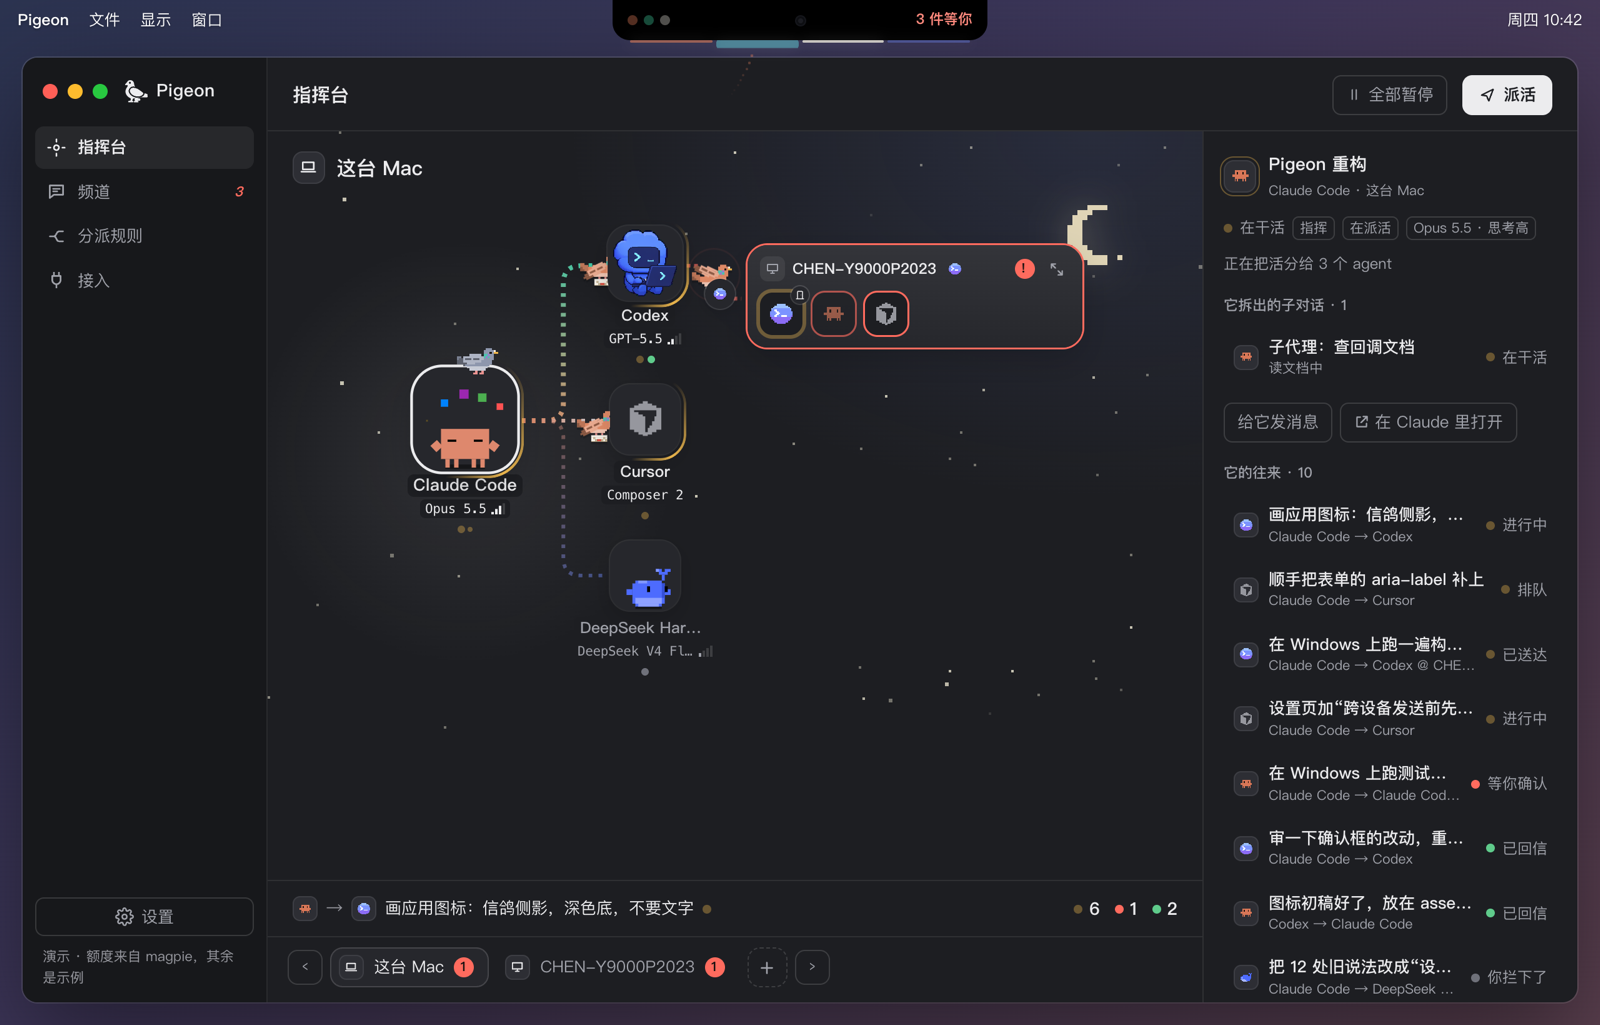 Pigeon 文件 显示 窗口
3 件等你
周四 10:42
Pigeon
指挥台
频道 3
分派规则
接入
设置
演示 · 额度来自 magpie，其余
是示例
指挥台
全部暂停
派活
这台 Mac
Codex
GPT-5.5
Claude Code
Opus 5.5
Cursor
Composer 2
DeepSeek Har...
DeepSeek V4 Fl…
CHEN-Y9000P2023
!
画应用图标：信鸽侧影，深色底，不要文字
6 1 2
这台 Mac 1
CHEN-Y9000P2023 1
Pigeon 重构
Claude Code · 这台 Mac
在干活 指挥 在派活 Opus 5.5 · 思考高
正在把活分给 3 个 agent
它拆出的子对话 · 1
子代理：查回调文档
读文档中
在干活
给它发消息
在 Claude 里打开
它的往来 · 10
画应用图标：信鸽侧影，...
Claude Code → Codex
进行中
顺手把表单的 aria-label 补上
Claude Code → Cursor
排队
在 Windows 上跑一遍构...
Claude Code → Codex @ CHE...
已送达
设置页加“跨设备发送前先...
Claude Code → Cursor
进行中
在 Windows 上跑测试...
Claude Code → Claude Cod...
等你确认
审一下确认框的改动，重...
Claude Code → Codex
已回信
图标初稿好了，放在 asse...
Codex → Claude Code
已回信
把 12 处旧说法改成“设...
Claude Code → DeepSeek ...
你拦下了